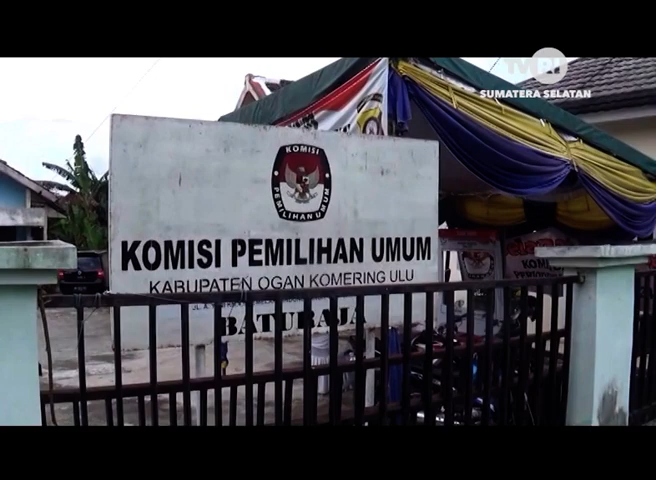 TVRI
SUMATERA SELATAN
KOMISI
PEMILIHAN UMUM
KOMISI PEMILIHAN UMUM
KABUPATEN OGAN KOMERING ULU
BATURAJA